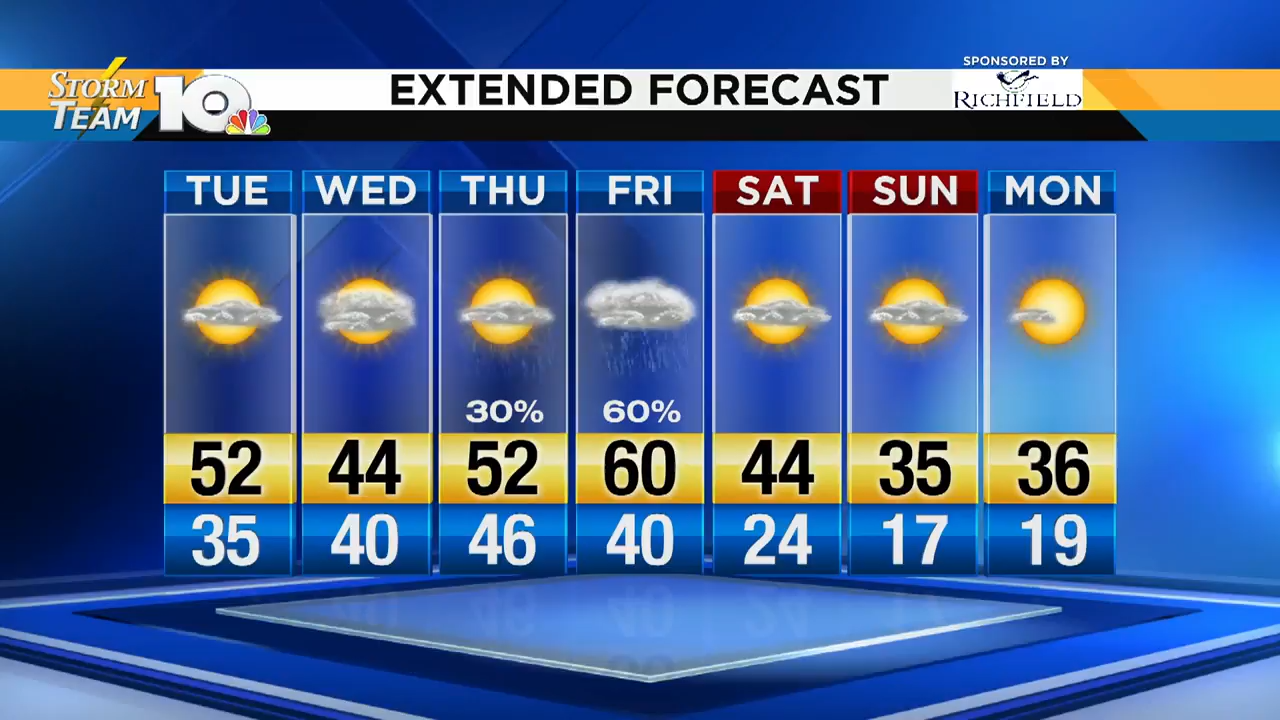 SPONSORED BY
STORM
TEAM
10
EXTENDED FORECAST
RICHFIELD
TUE WED THU FRI SAT SUN MON
30% 60%
52 44 52 60 44 35 36
35 40 46 40 24 17 19